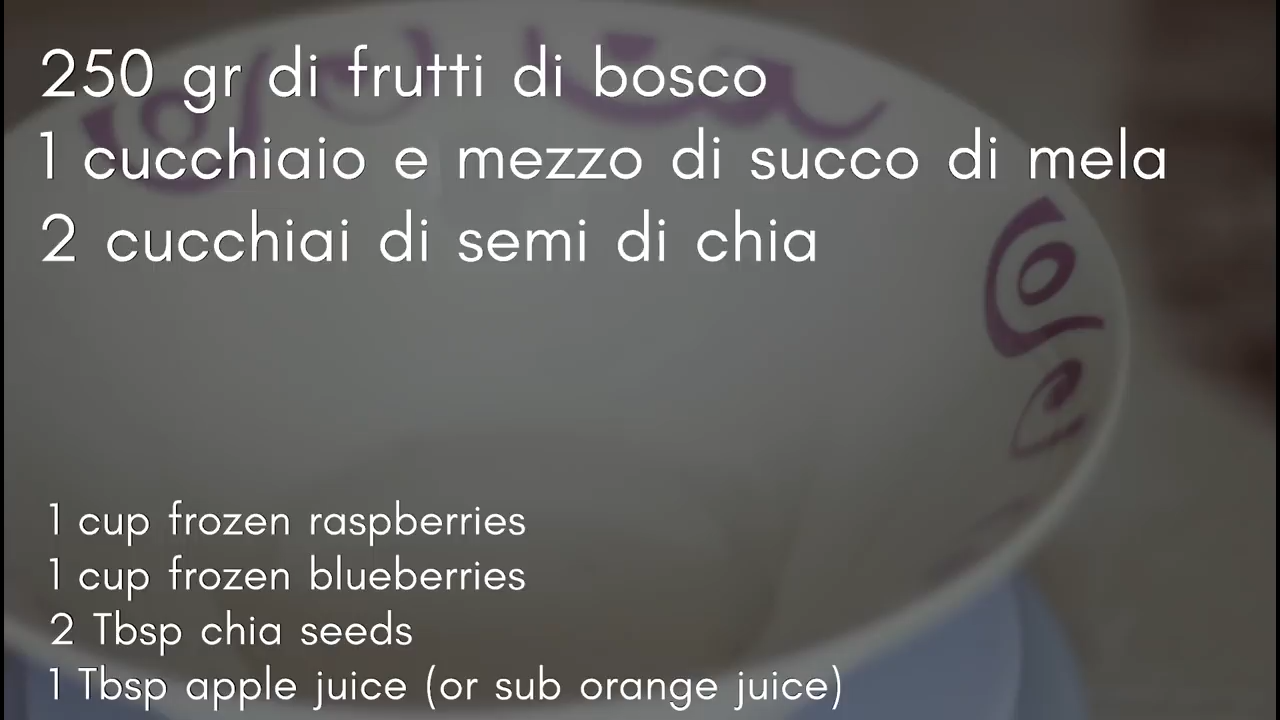 250 gr di frutti di bosco
1 cucchiaio e mezzo di succo di mela
2 cucchiai di semi di chia
1 cup frozen raspberries
1 cup frozen blueberries
2 Tbsp chia seeds
1 Tbsp apple juice (or sub orange juice)